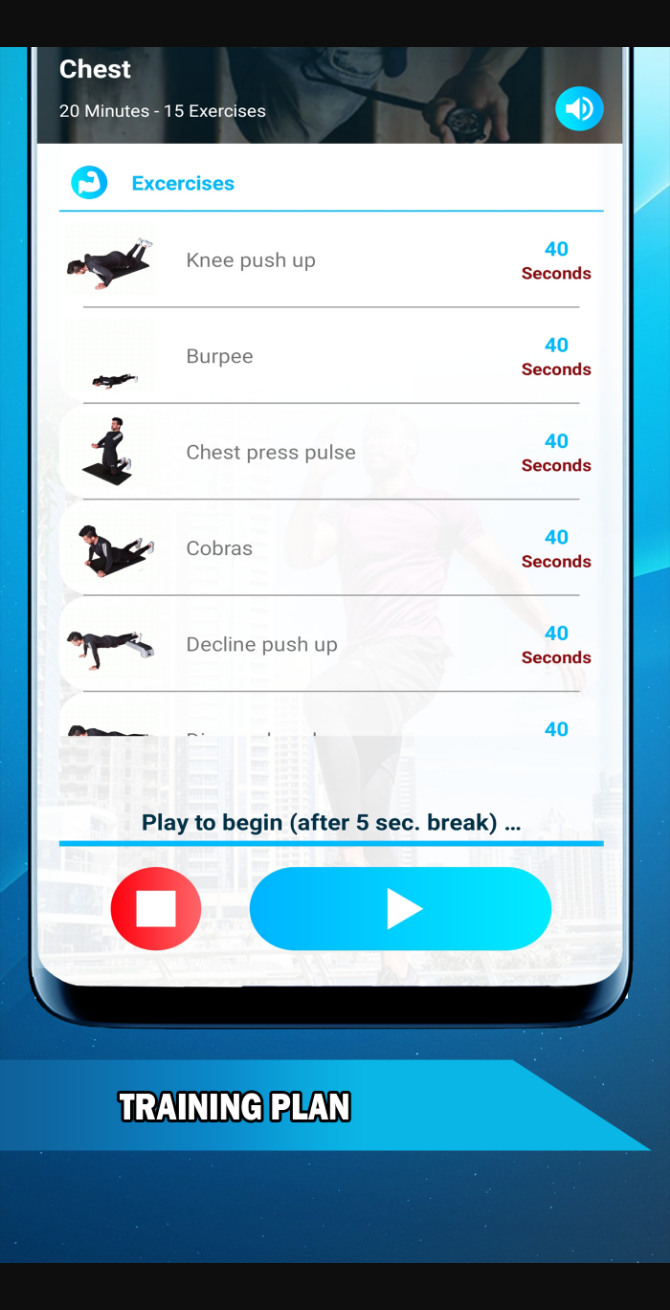 Chest
20 Minutes - 15 Exercises
Excercises
Knee push up
40
Seconds
Burpee
40
Seconds
Chest press pulse
40
Seconds
Cobras
40
Seconds
Decline push up
40
Seconds
40
Play to begin (after 5 sec. break) ...
TRAINING PLAN